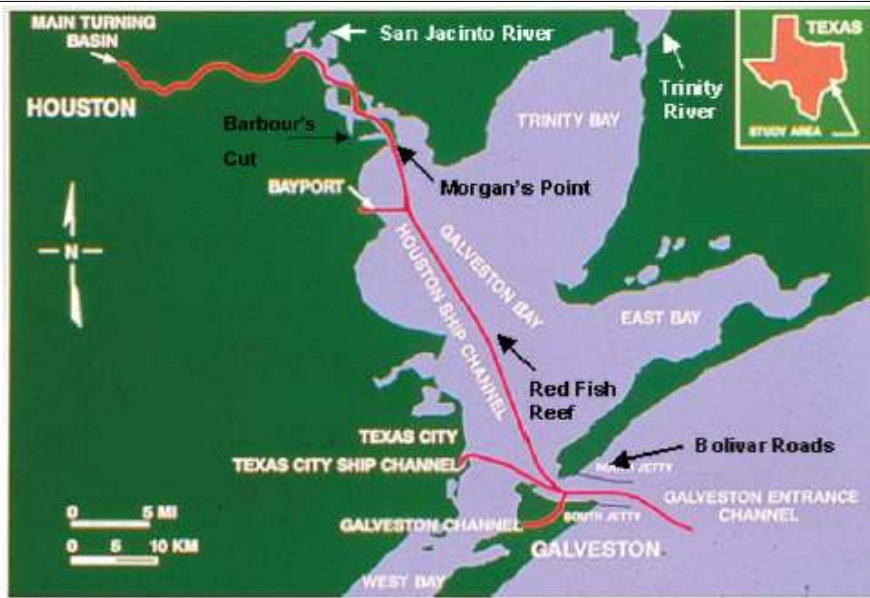 MAIN TURNING
BASIN
San Jacinto River
TEXAS
HOUSTON
Trinity
River
STUDY AREA
Barbour's
Cut
TRINITY BAY
BAYPORT
Morgan's Point
N
HOUSTON SHIP CHANNEL
GALVESTON BAY
EAST BAY
Red Fish
Reef
TEXAS CITY
TEXAS CITY SHIP CHANNEL
Bolivar Roads
NORTH JETTY
GALVESTON ENTRANCE
CHANNEL
0 5 MI
0 5 10 KM
GALVESTON CHANNEL
SOUTH JETTY
GALVESTON
WEST BAY